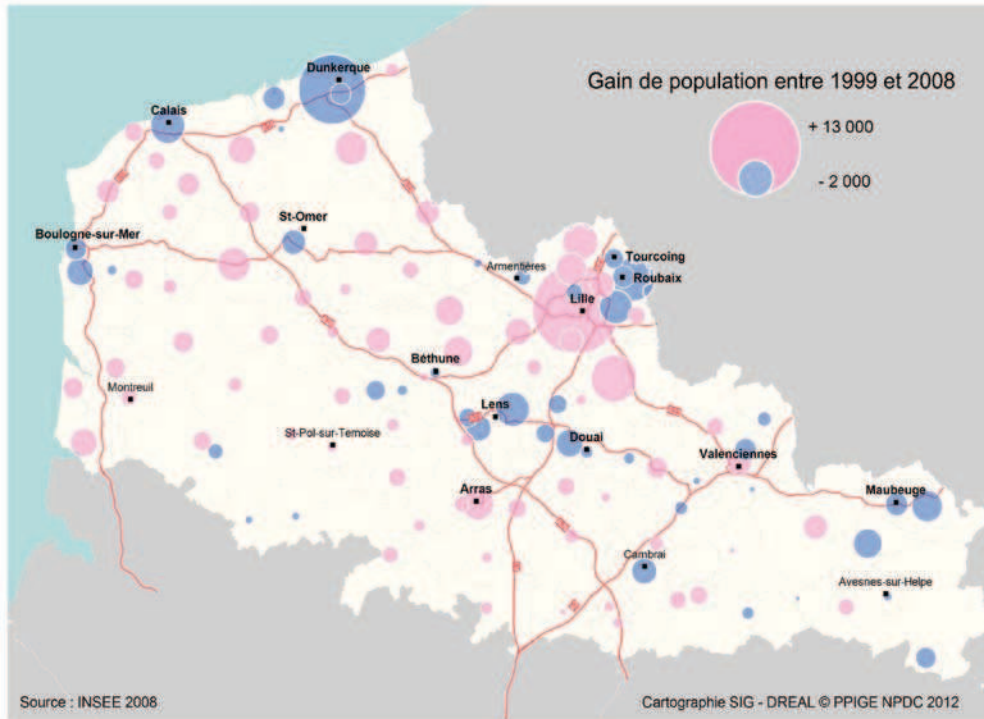 Dunkerque
Gain de population entre 1999 et 2008
Calais
+ 13 000
- 2 000
St-Omer
Boulogne-sur-Mer
Tourcoing
Armentières
Roubaix
Lille
Béthune
Montreuil
Lens
St-Pol-sur-Ternoise
Douai
Valenciennes
Arras
Maubeuge
Cambrai
Avesnes-sur-Helpe
Source : INSEE 2008
Cartographie SIG - DREAL © PPIGE NPDC 2012